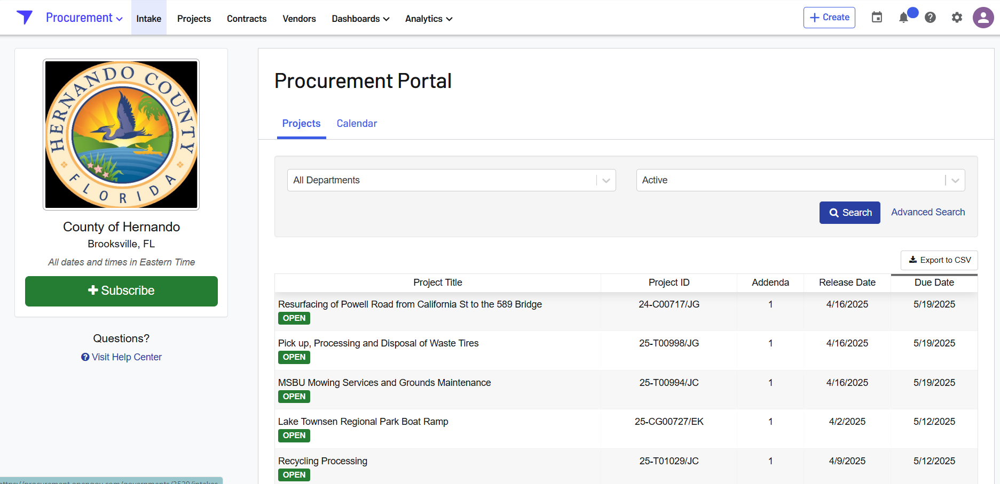 Procurement
Intake
Projects
Contracts
Vendors
Dashboards
Analytics
Create
HERNANDO COUNTY
FLORIDA
County of Hernando
Brooksville, FL
All dates and times in Eastern Time
Subscribe
Questions?
Visit Help Center
Procurement Portal
Projects
Calendar
All Departments
Active
Search
Advanced Search
Export to CSV
Project Title Project ID Addenda Release Date Due Date
Resurfacing of Powell Road from California St to the 589 Bridge 24-C00717/JG 1 4/16/2025 5/19/2025
OPEN
Pick up, Processing and Disposal of Waste Tires 25-T00998/JG 1 4/16/2025 5/19/2025
OPEN
MSBU Mowing Services and Grounds Maintenance 25-T00994/JC 1 4/16/2025 5/19/2025
OPEN
Lake Townsen Regional Park Boat Ramp 25-CG00727/EK 1 4/2/2025 5/12/2025
OPEN
Recycling Processing 25-T01029/JC 1 4/9/2025 5/12/2025
OPEN